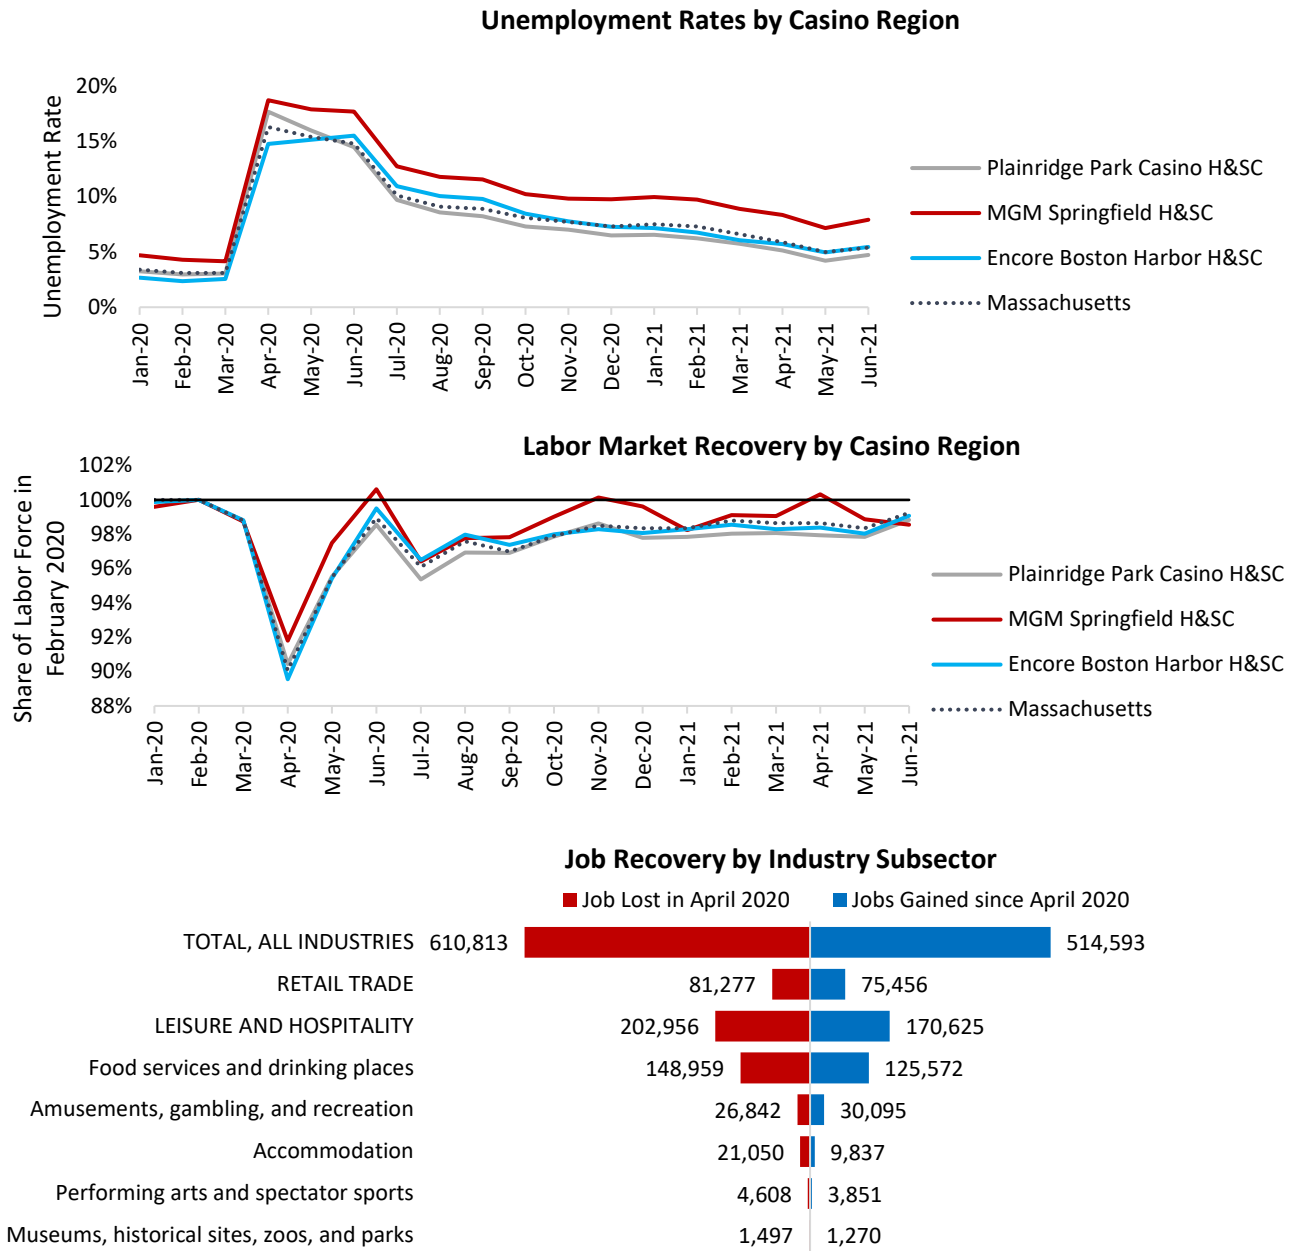 Unemployment Rates by Casino Region
Unemployment Rate
20%
15%
10%
5%
0%
Jan-20
Feb-20
Mar-20
Apr-20
May-20
Jun-20
Jul-20
Aug-20
Sep-20
Oct-20
Nov-20
Dec-20
Jan-21
Feb-21
Mar-21
Apr-21
May-21
Jun-21
Plainridge Park Casino H&SC
MGM Springfield H&SC
Encore Boston Harbor H&SC
Massachusetts
Labor Market Recovery by Casino Region
Share of Labor Force in
February 2020
102%
100%
98%
96%
94%
92%
90%
88%
Jan-20
Feb-20
Mar-20
Apr-20
May-20
Jun-20
Jul-20
Aug-20
Sep-20
Oct-20
Nov-20
Dec-20
Jan-21
Feb-21
Mar-21
Apr-21
May-21
Jun-21
Plainridge Park Casino H&SC
MGM Springfield H&SC
Encore Boston Harbor H&SC
Massachusetts
Job Recovery by Industry Subsector
Job Lost in April 2020 Jobs Gained since April 2020
TOTAL, ALL INDUSTRIES 610,813 514,593
RETAIL TRADE 81,277 75,456
LEISURE AND HOSPITALITY 202,956 170,625
Food services and drinking places 148,959 125,572
Amusements, gambling, and recreation 26,842 30,095
Accommodation 21,050 9,837
Performing arts and spectator sports 4,608 3,851
Museums, historical sites, zoos, and parks 1,497 1,270